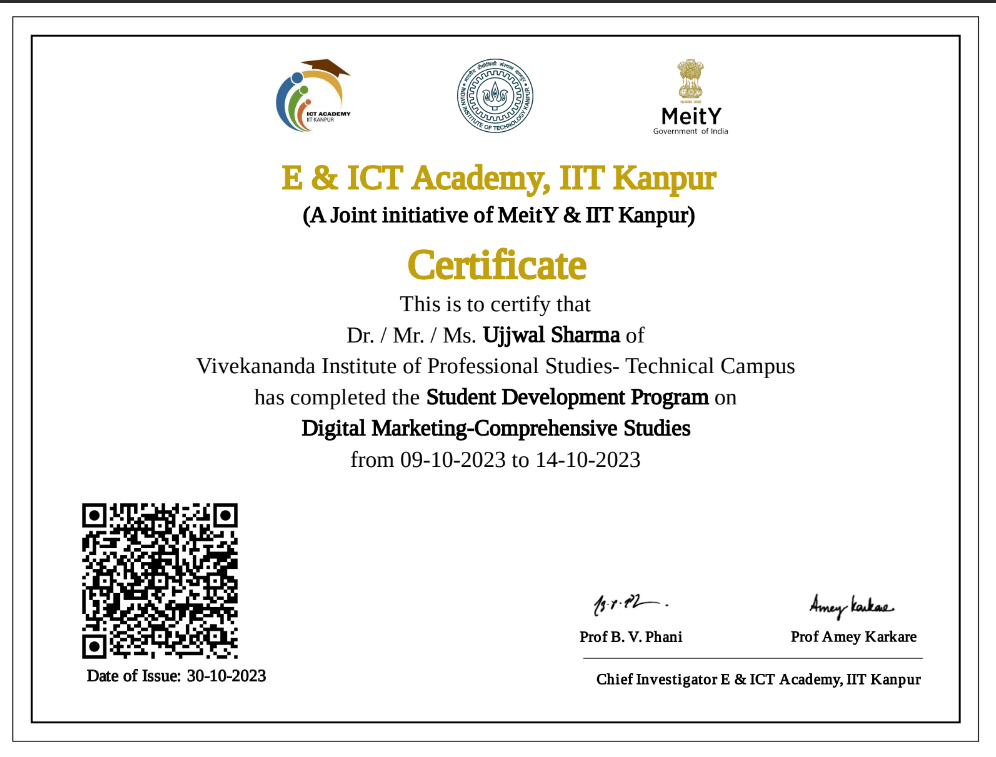 ICT ACADEMY
IIT KANPUR
INDIAN INSTITUTE OF TECHNOLOGY KANPUR
MeitY
Government of India
E & ICT Academy, IIT Kanpur
(A Joint initiative of MeitY & IIT Kanpur)
Certificate
This is to certify that
Dr. / Mr. / Ms. Ujjwal Sharma of
Vivekananda Institute of Professional Studies- Technical Campus
has completed the Student Development Program on
Digital Marketing-Comprehensive Studies
from 09-10-2023 to 14-10-2023
Amey Karkare
Prof B. V. Phani
Prof Amey Karkare
Date of Issue: 30-10-2023
Chief Investigator E & ICT Academy, IIT Kanpur